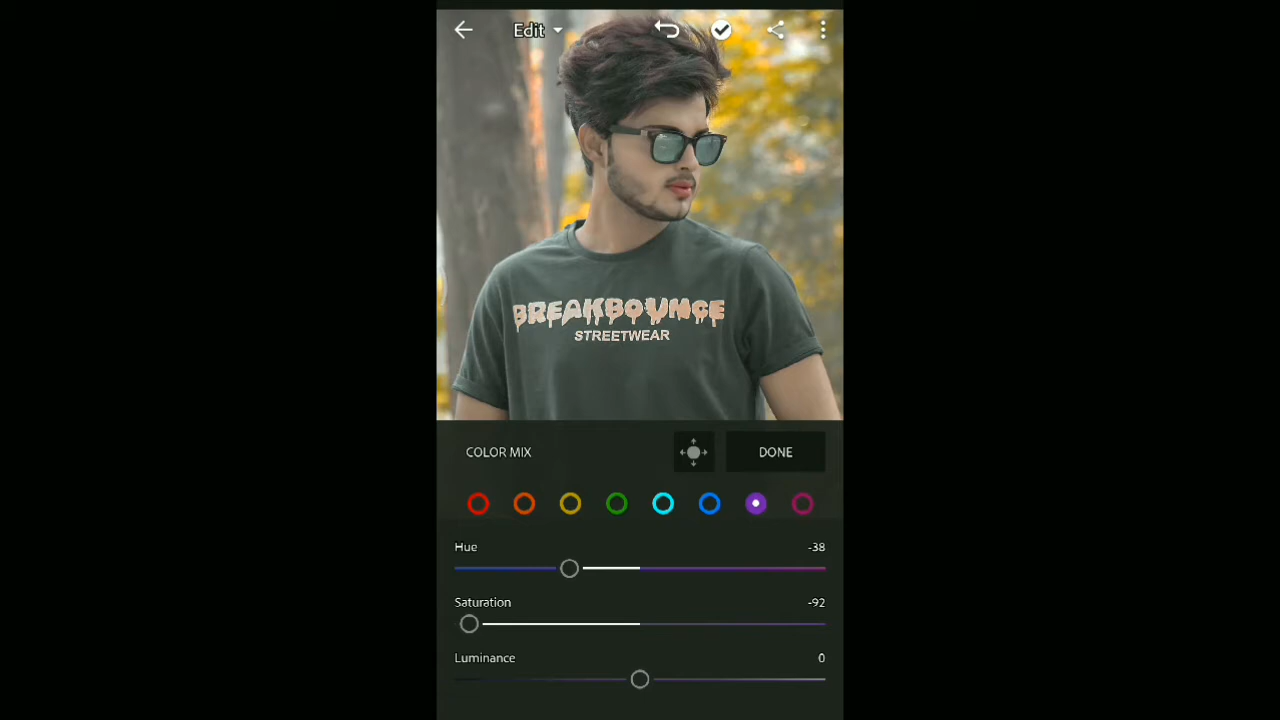 Edit
BREAKBOUNCE
STREETWEAR
COLOR MIX
DONE
Hue -38
Saturation -92
Luminance 0